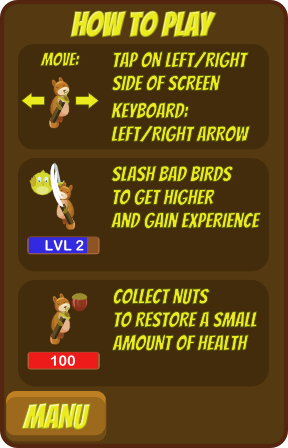 HOW TO PLAY
MOVE:
TAP ON LEFT/RIGHT
SIDE OF SCREEN
KEYBOARD:
LEFT/RIGHT ARROW
SLASH BAD BIRDS
TO GET HIGHER
AND GAIN EXPERIENCE
LVL 2
COLLECT NUTS
TO RESTORE A SMALL
AMOUNT OF HEALTH
100
MANU